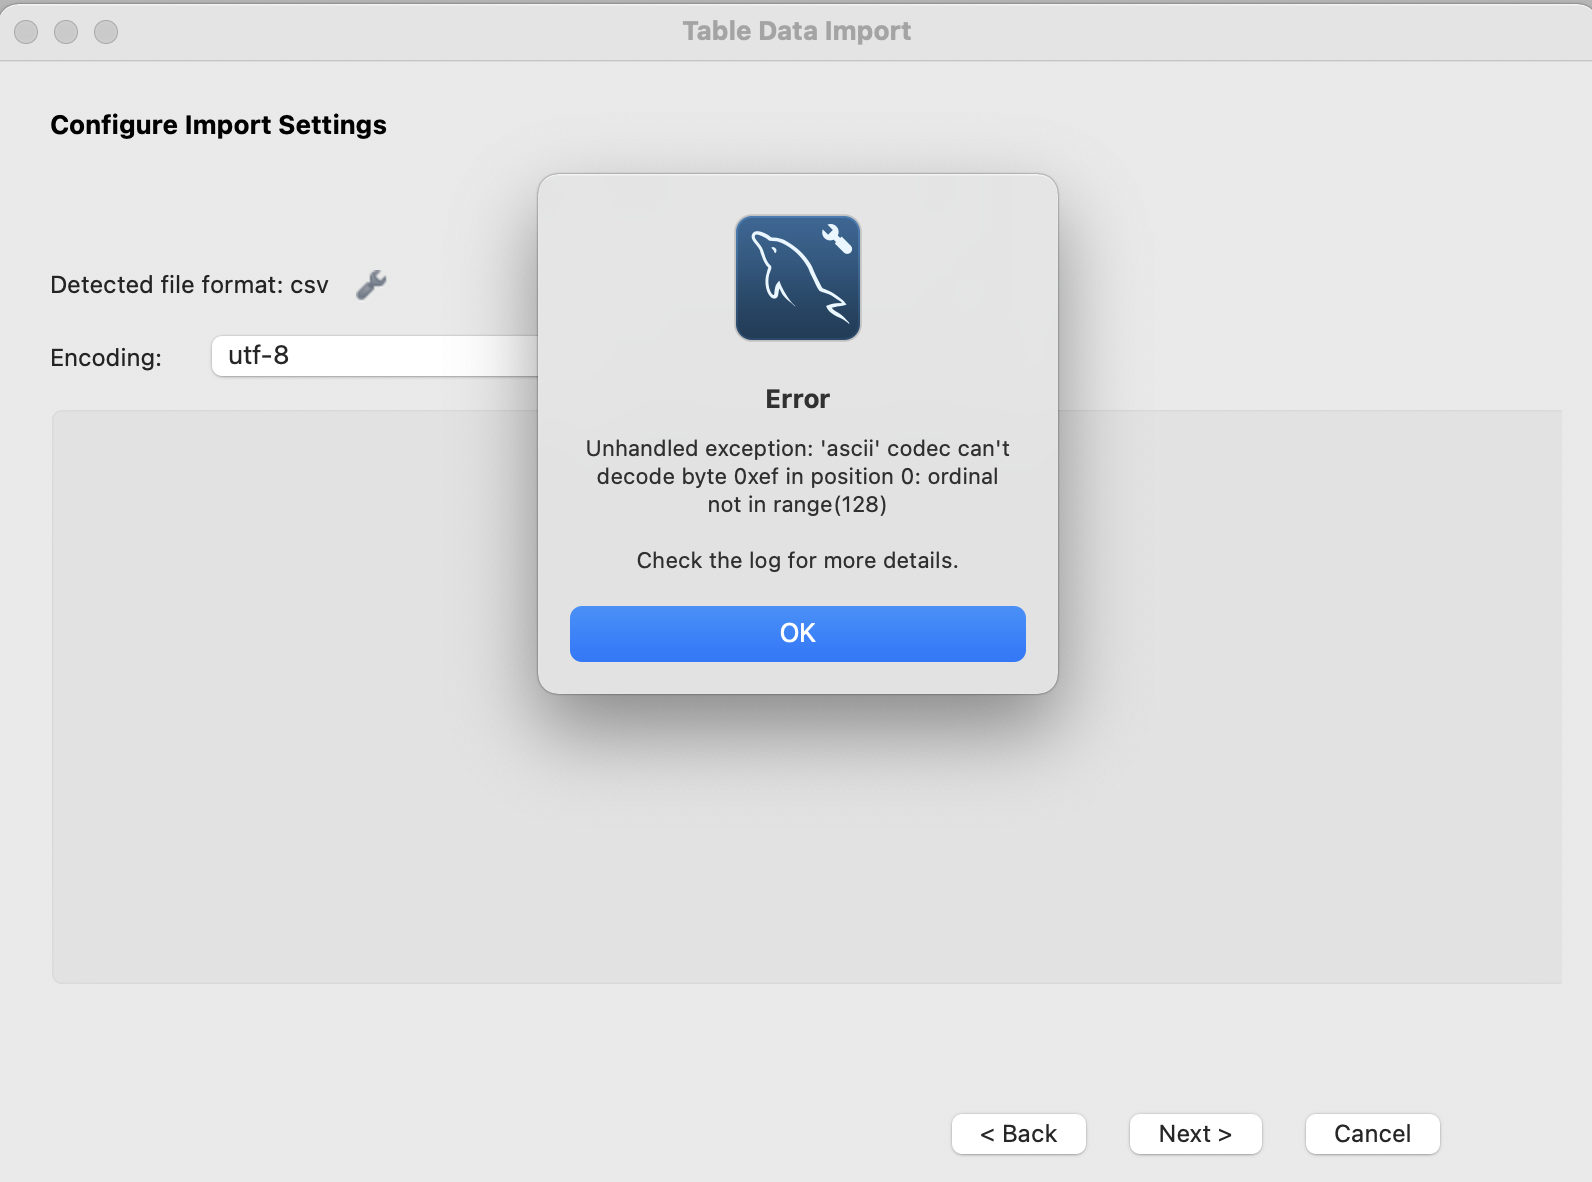 Table Data Import
Configure Import Settings
Detected file format: csv
Encoding:
utf-8
Error
Unhandled exception: 'ascii' codec can't
decode byte 0xef in position 0: ordinal
not in range(128)
Check the log for more details.
OK
< Back
Next >
Cancel